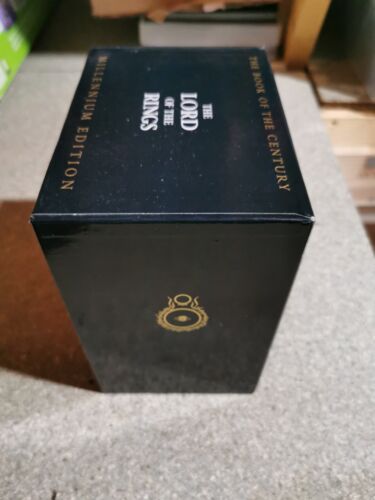 THE BOOK OF THE CENTURY
THE
LORD
OF THE
RINGS
MILLENNIUM EDITION